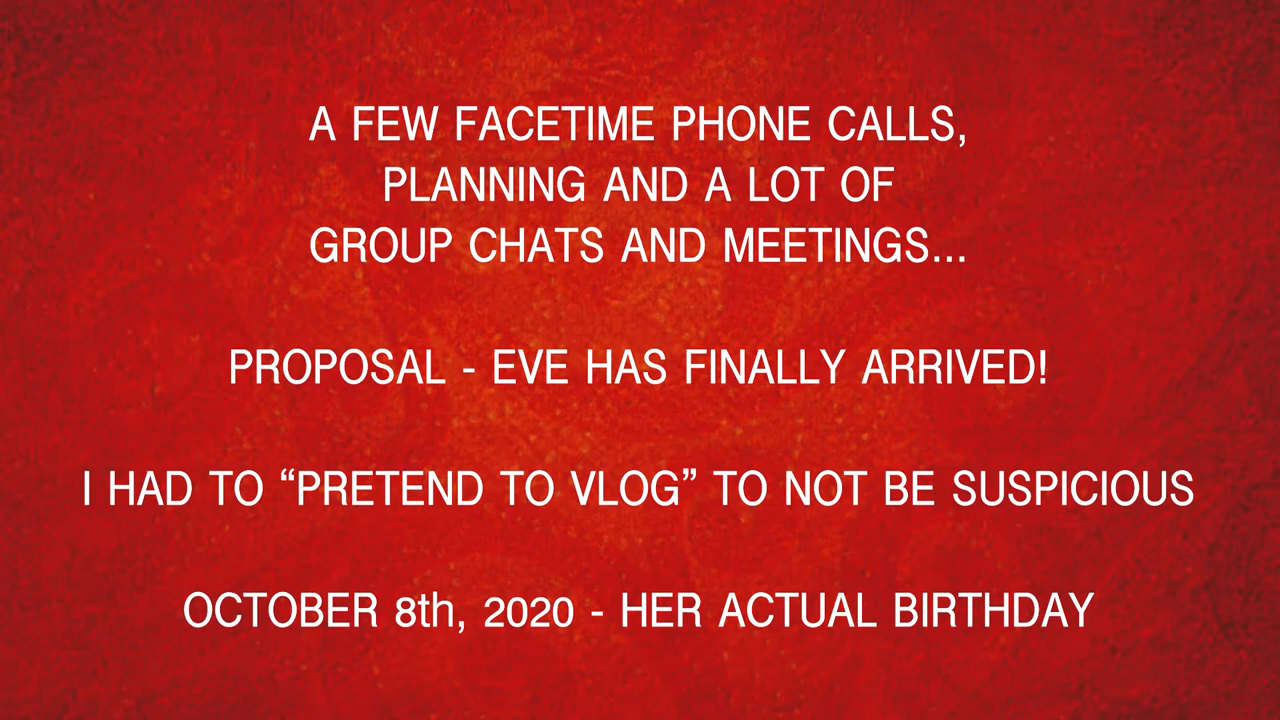 A FEW FACETIME PHONE CALLS,
PLANNING AND A LOT OF
GROUP CHATS AND MEETINGS...
PROPOSAL - EVE HAS FINALLY ARRIVED!
I HAD TO “PRETEND TO VLOG” TO NOT BE SUSPICIOUS
OCTOBER 8th, 2020 - HER ACTUAL BIRTHDAY